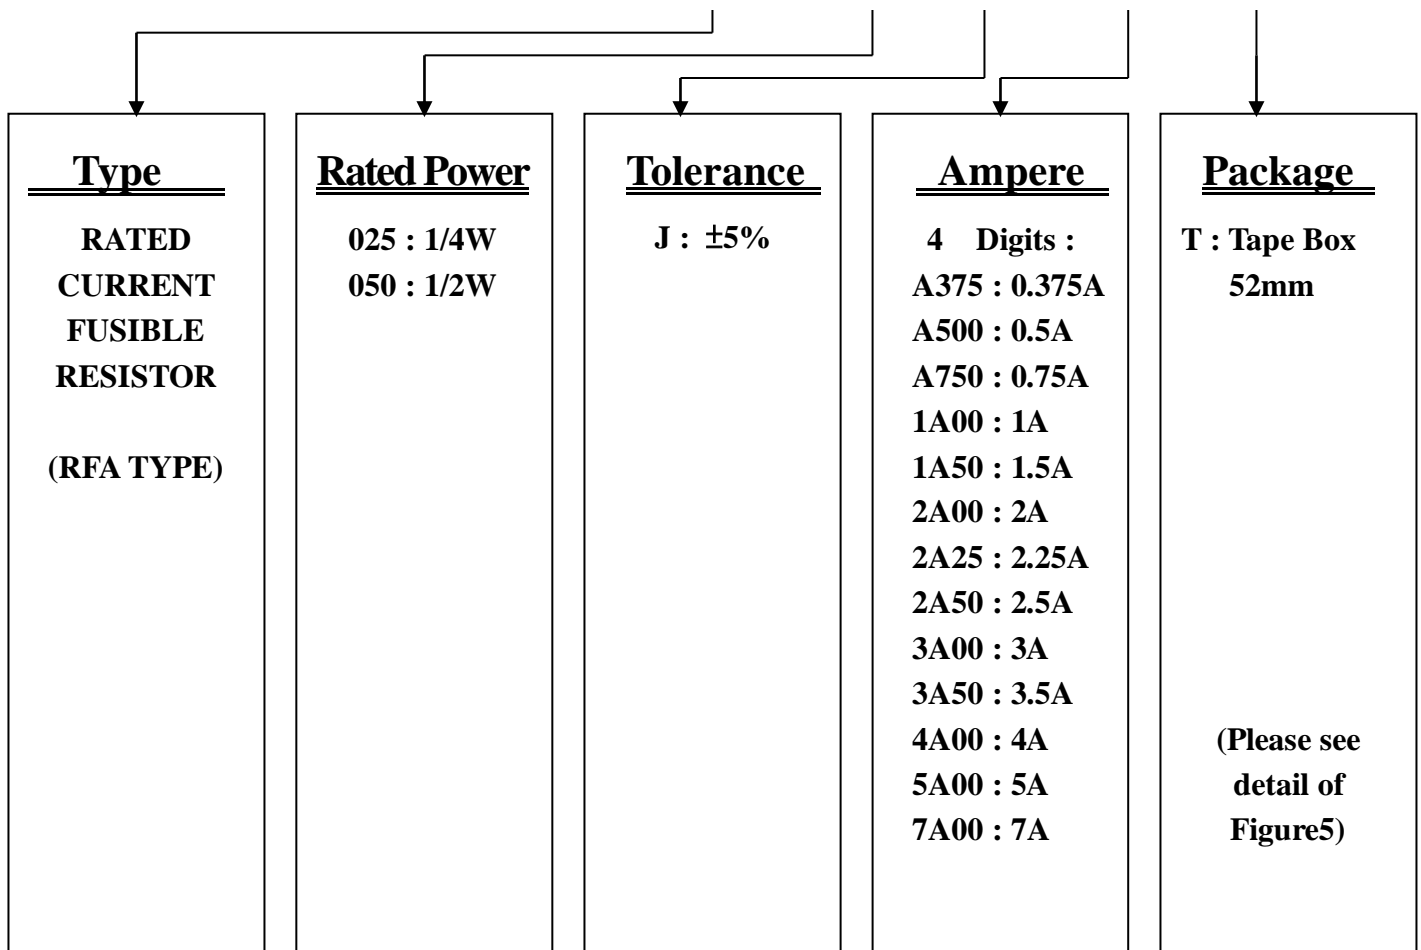 Type
RATED
CURRENT
FUSIBLE
RESISTOR
(RFA TYPE)
Rated Power
025 : 1/4W
050 : 1/2W
Tolerance
J : ±5%
Ampere
4 Digits :
A375 : 0.375A
A500 : 0.5A
A750 : 0.75A
1A00 : 1A
1A50 : 1.5A
2A00 : 2A
2A25 : 2.25A
2A50 : 2.5A
3A00 : 3A
3A50 : 3.5A
4A00 : 4A
5A00 : 5A
7A00 : 7A
Package
T : Tape Box
52mm
(Please see
detail of
Figure5)